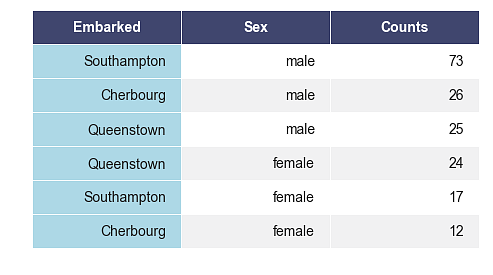 Embarked Sex Counts
Southampton male 73
Cherbourg male 26
Queenstown male 25
Queenstown female 24
Southampton female 17
Cherbourg female 12